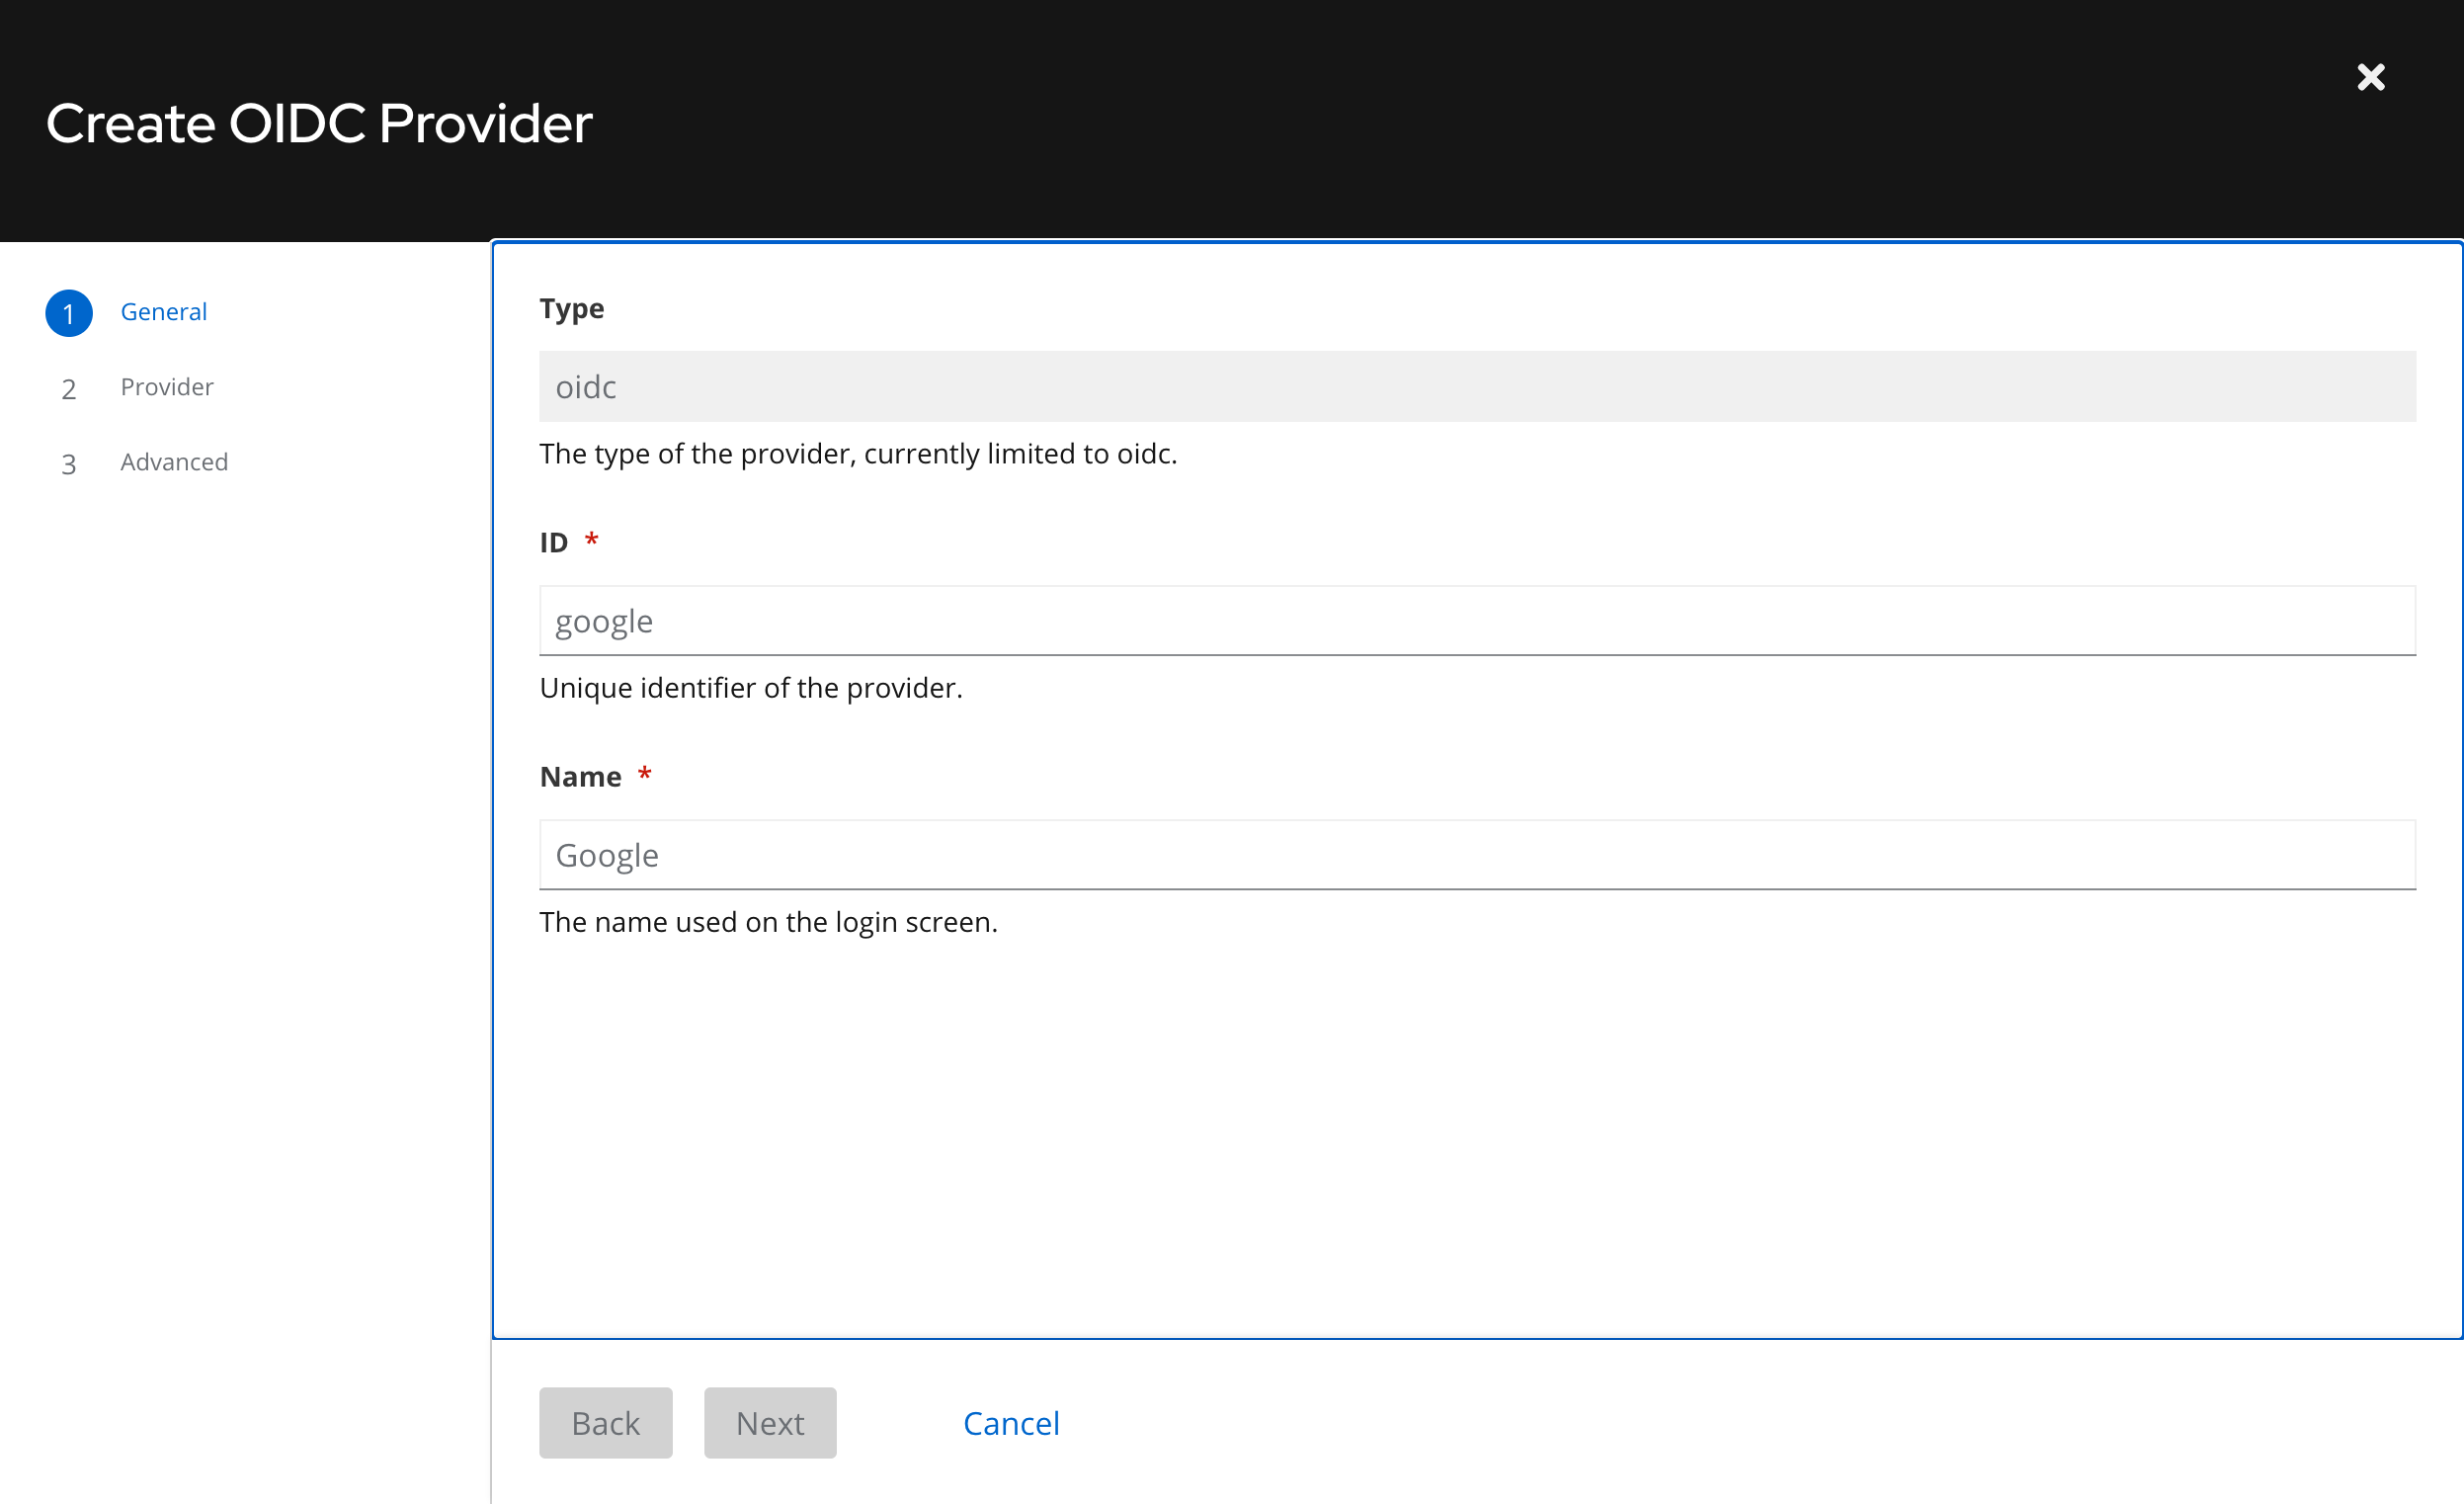 Create OIDC Provider
1 General
2 Provider
3 Advanced
Type
oidc
The type of the provider, currently limited to oidc.
ID *
google
Unique identifier of the provider.
Name *
Google
The name used on the login screen.
Back Next Cancel